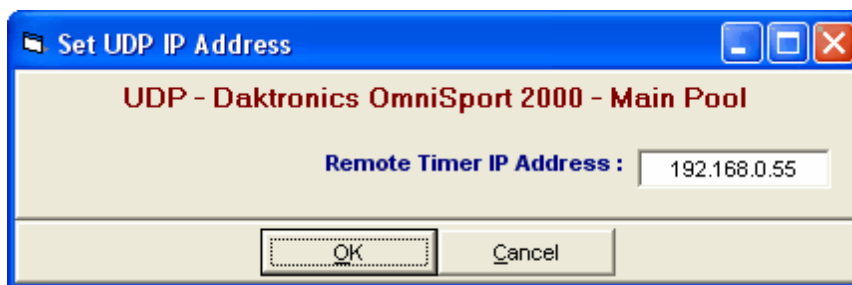 Set UDP IP Address
UDP - Daktronics OmniSport 2000 - Main Pool
Remote Timer IP Address : 192.168.0.55
OK Cancel